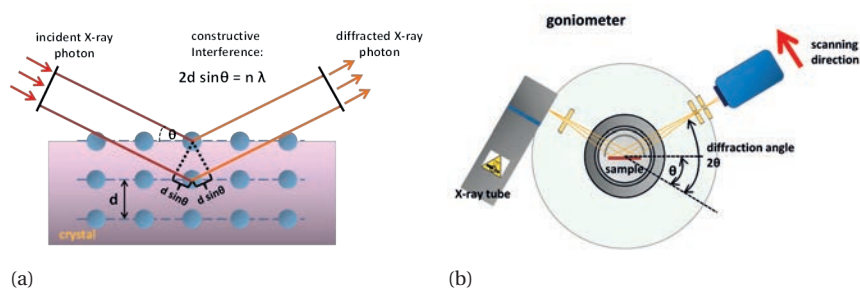 incident X-ray
photon
constructive
Interference:
2d sinθ = n λ
diffracted X-ray
photon
θ
d
d sinθ
d sinθ
crystal
(a)
goniometer
scanning
direction
diffraction angle
2θ
θ
sample
X-ray tube
(b)